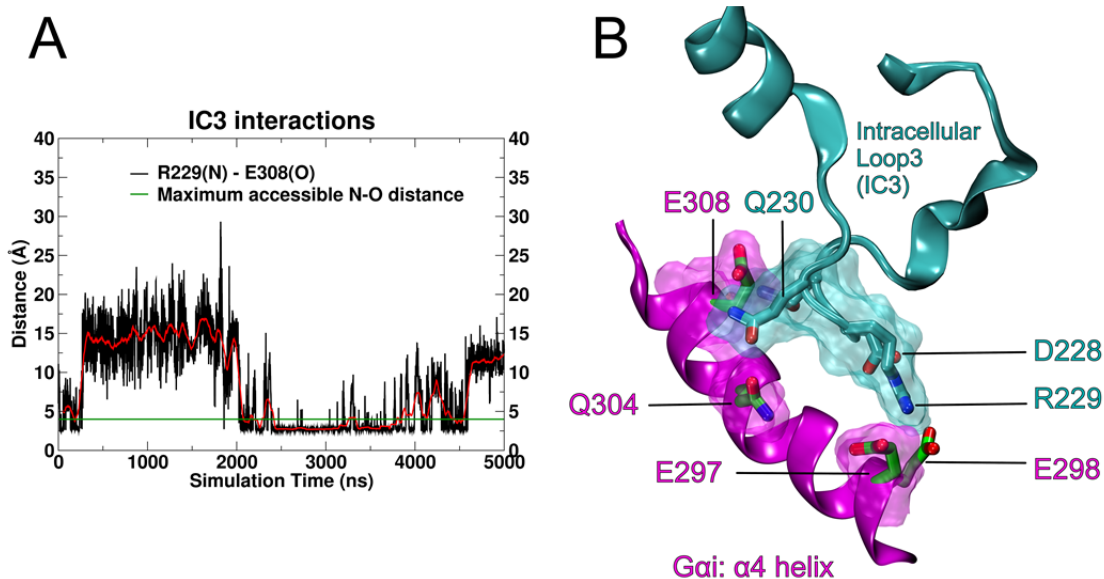 A
IC3 interactions
40
35
30
25
20
15
10
5
0
Distance (Å)
R229(N) - E308(O)
Maximum accessible N-O distance
40
35
30
25
20
15
10
5
0
0
1000
2000
3000
4000
5000
Simulation Time (ns)
B
Intracellular
Loop3
(IC3)
E308
Q230
D228
R229
Q304
E297
E298
Gαi: α4 helix